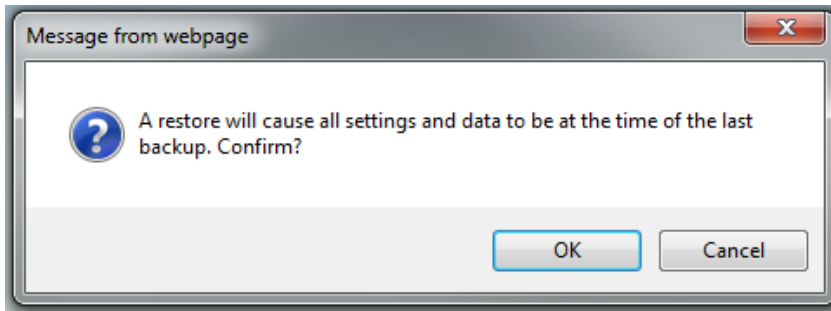 Message from webpage
A restore will cause all settings and data to be at the time of the last
backup. Confirm?
OK
Cancel